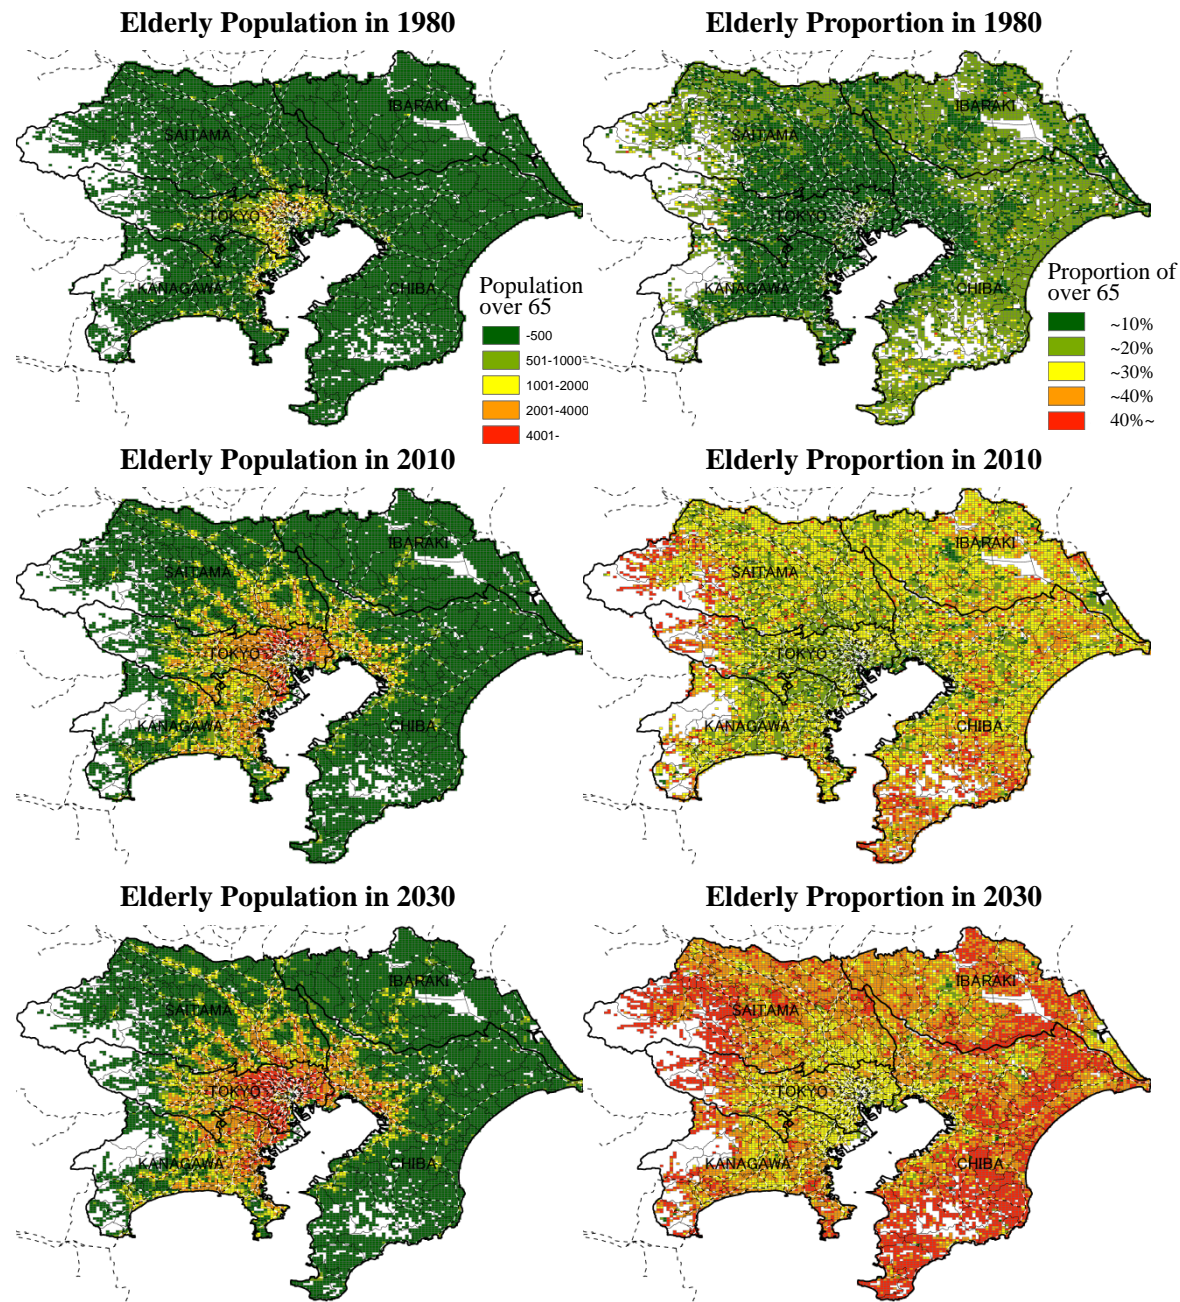 Elderly Population in 1980
Elderly Proportion in 1980
IBARAKI
SAITAMA
TOKYO
KANAGAWA
CHIBA
Population
over 65
-500
501-1000
1001-2000
2001-4000
4001-
IBARAKI
SAITAMA
TOKYO
KANAGAWA
CHIBA
Proportion of
over 65
~10%
~20%
~30%
~40%
40%~
Elderly Population in 2010
Elderly Proportion in 2010
IBARAKI
SAITAMA
TOKYO
KANAGAWA
CHIBA
IBARAKI
SAITAMA
TOKYO
KANAGAWA
CHIBA
Elderly Population in 2030
Elderly Proportion in 2030
IBARAKI
SAITAMA
TOKYO
KANAGAWA
CHIBA
IBARAKI
SAITAMA
TOKYO
KANAGAWA
CHIBA